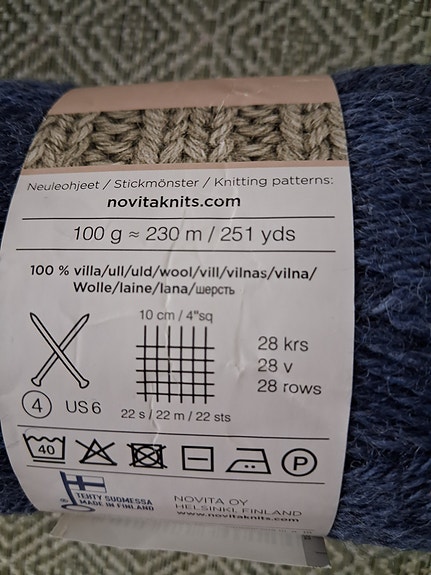 Neuleohjeet / Stickmönster / Knitting patterns:
novitaknits.com
100 g ≈ 230 m / 251 yds
100 % villa/ull/uld/wool/vill/vilnas/vilna/
Wolle/laine/lana/шерсть
10 cm / 4"sq
28 krs
28 v
28 rows
4 US 6
22 s / 22 m / 22 sts
40 P
TEHTY SUOMESSA
MADE IN FINLAND
NOVITA OY
HELSINKI, FINLAND
www.novitaknits.com